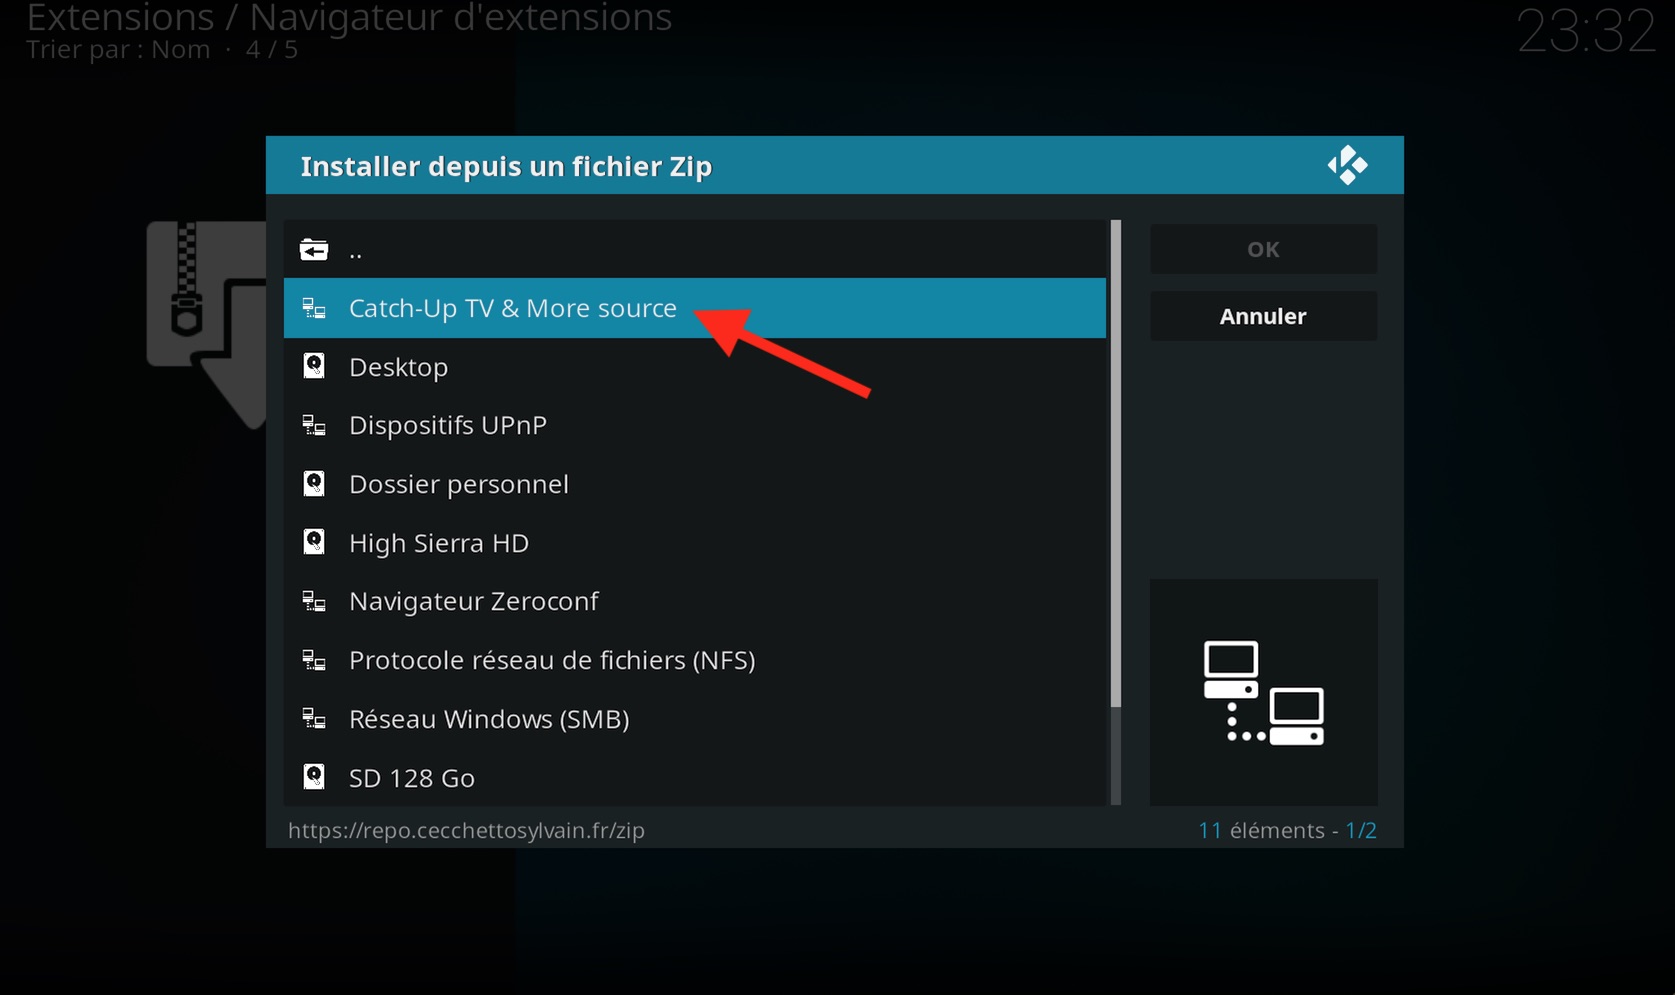 Extensions / Navigateur d'extensions
Trier par : Nom · 4 / 5
23:32
Installer depuis un fichier Zip
..
Catch-Up TV & More source
Desktop
Dispositifs UPnP
Dossier personnel
High Sierra HD
Navigateur Zeroconf
Protocole réseau de fichiers (NFS)
Réseau Windows (SMB)
SD 128 Go
OK
Annuler
https://repo.cecchettosylvain.fr/zip
11 éléments - 1/2